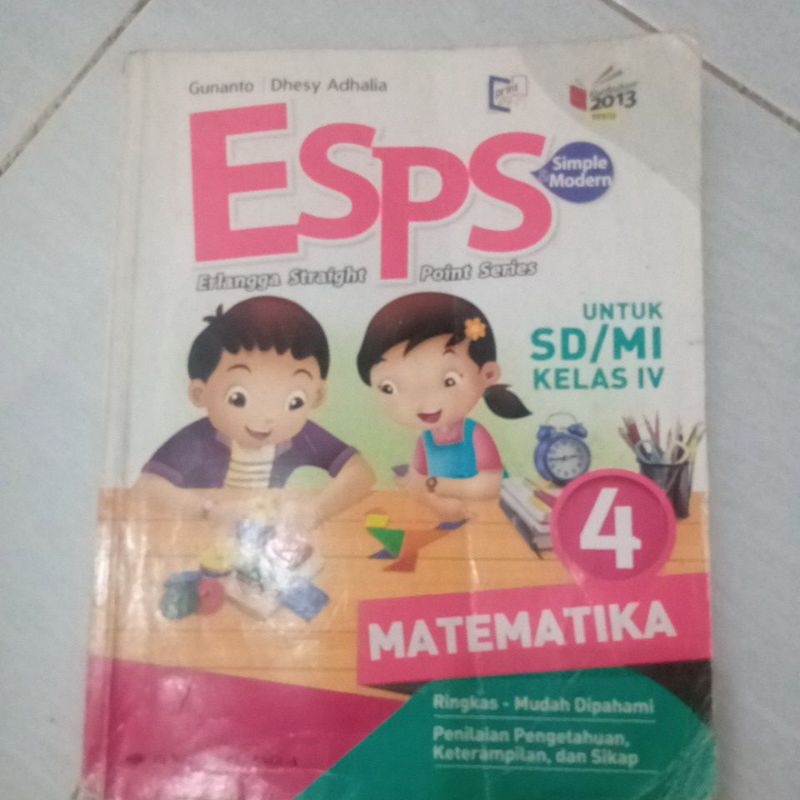 Gunanto | Dhesy Adhalia
print
2013
ESPS
Simple
Modern
Erlangga Straight Point Series
UNTUK
SD/MI
KELAS IV
4
MATEMATIKA
Ringkas - Mudah Dipahami
Penilaian Pengetahuan,
Keterampilan, dan Sikap